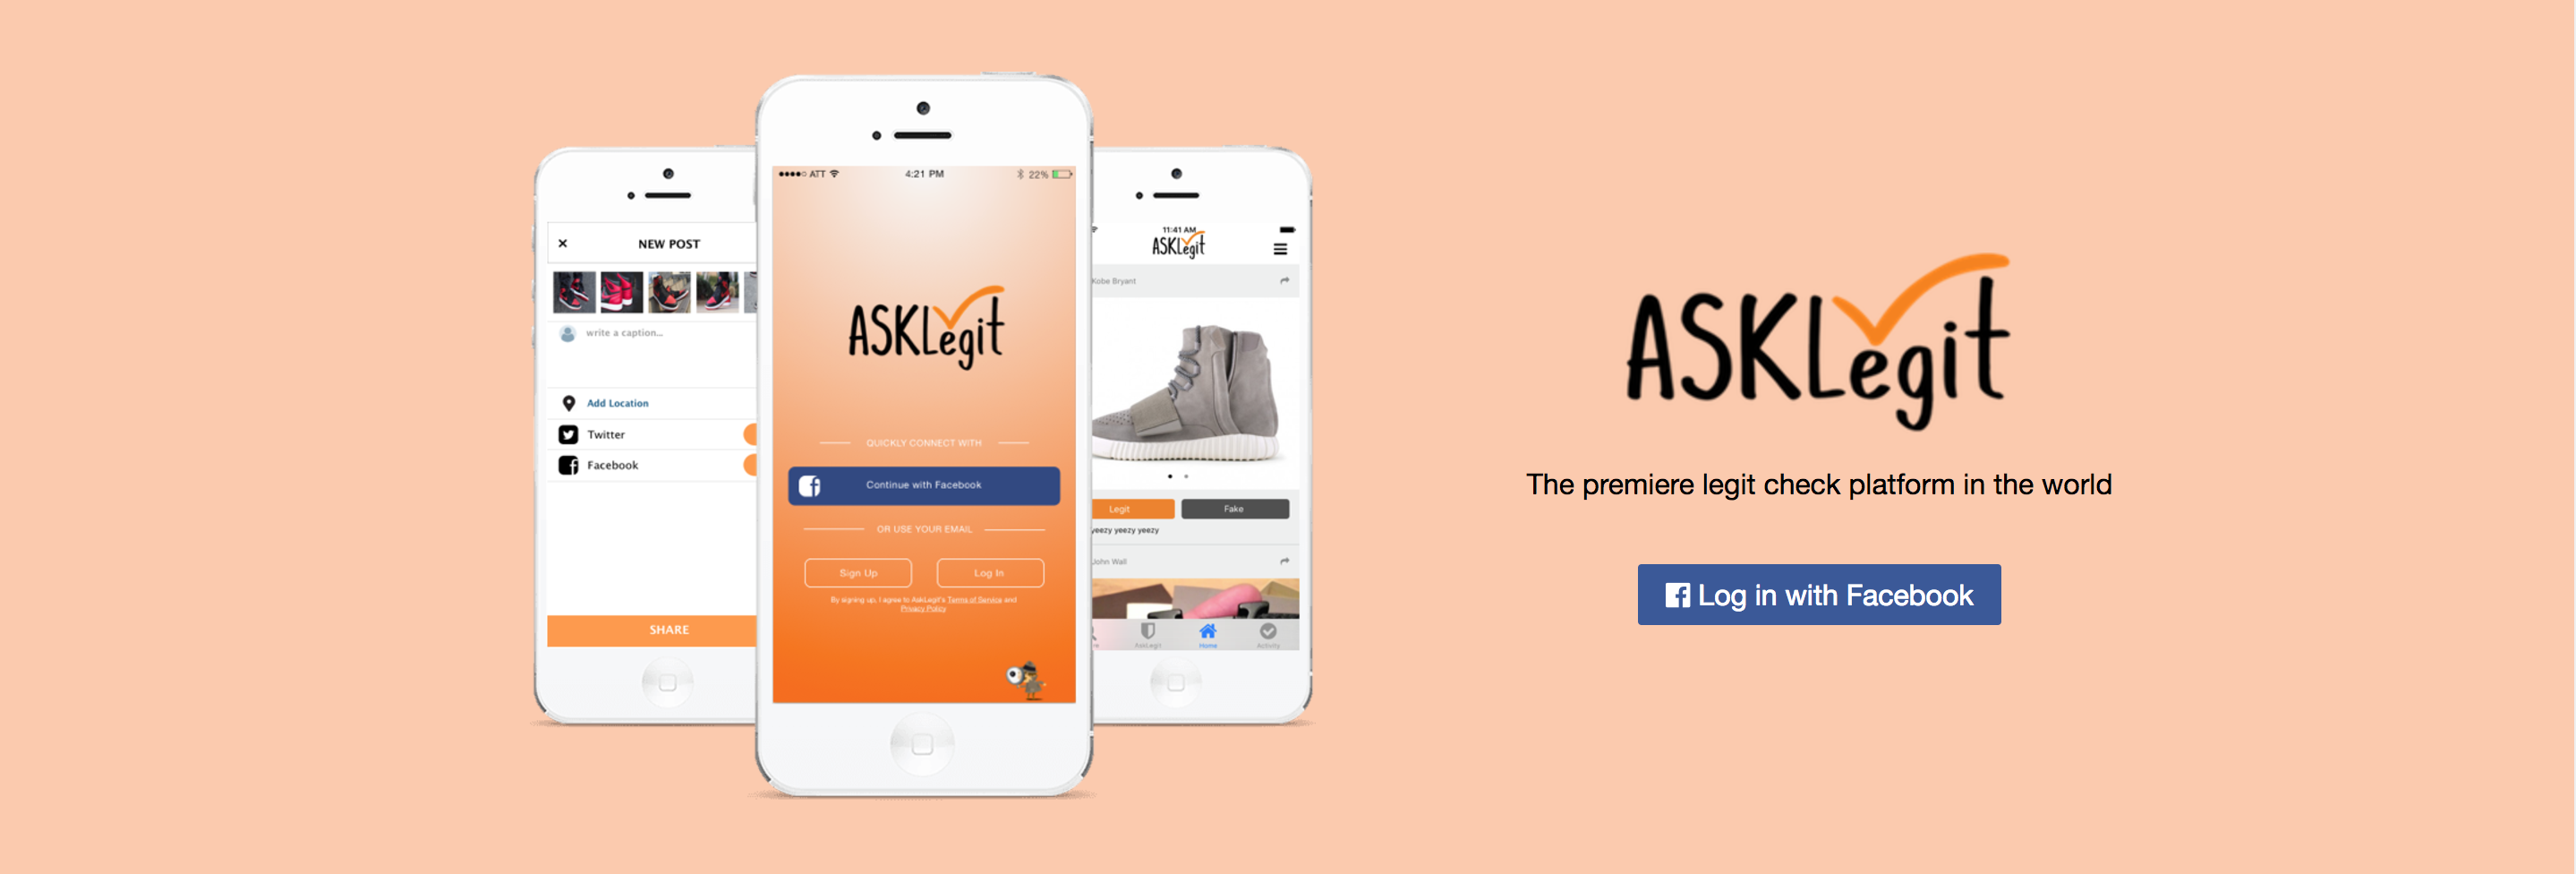 NEW POST
write a caption...
Add Location
Twitter
Facebook
SHARE
ATT
4:21 PM
22%
ASKLegit
QUICKLY CONNECT WITH
Continue with Facebook
OR USE YOUR EMAIL
Sign Up
Log In
By signing up, I agree to AskLegit's Terms of Service and
Privacy Policy
11:41 AM
ASKLegit
Kobe Bryant
Legit
Fake
yeezy yeezy yeezy
John Wall
AskLegit
Home
Activity
ASKLegit
The premiere legit check platform in the world
Log in with Facebook